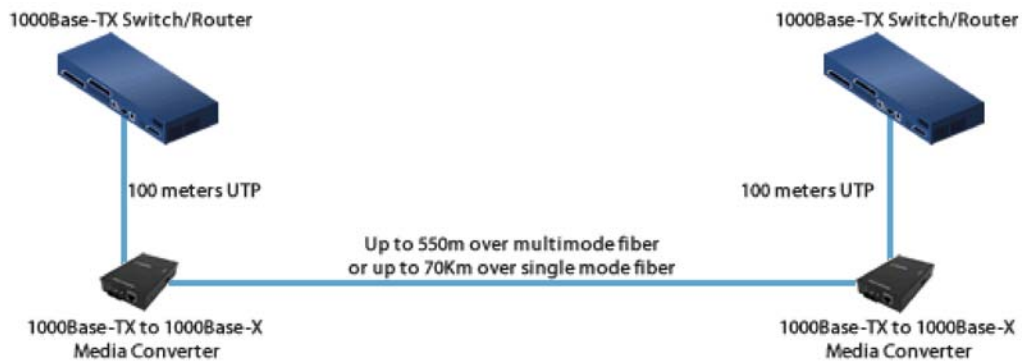 1000Base-TX Switch/Router
1000Base-TX Switch/Router
100 meters UTP
100 meters UTP
Up to 550m over multimode fiber
or up to 70Km over single mode fiber
1000Base-TX to 1000Base-X
Media Converter
1000Base-TX to 1000Base-X
Media Converter